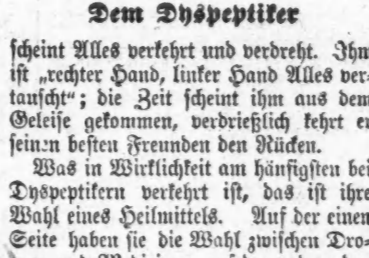 Dem Dyspeptiker
scheint Alles verkehrt und verdreht. Ihm
ist „rechter Hand, linker Hand Alles ver-
tauscht“; die Zeit scheint ihm aus dem
Geleise gekommen, verdrießlich kehrt er
sein:n besten Freunden den Rücken.
Was in Wirklichkeit am häufigsten bei
Dyspeptikern verkehrt ist, das ist ihre
Wahl eines Heilmittels. Auf der einen
Seite haben sie die Wahl zwischen Dro-